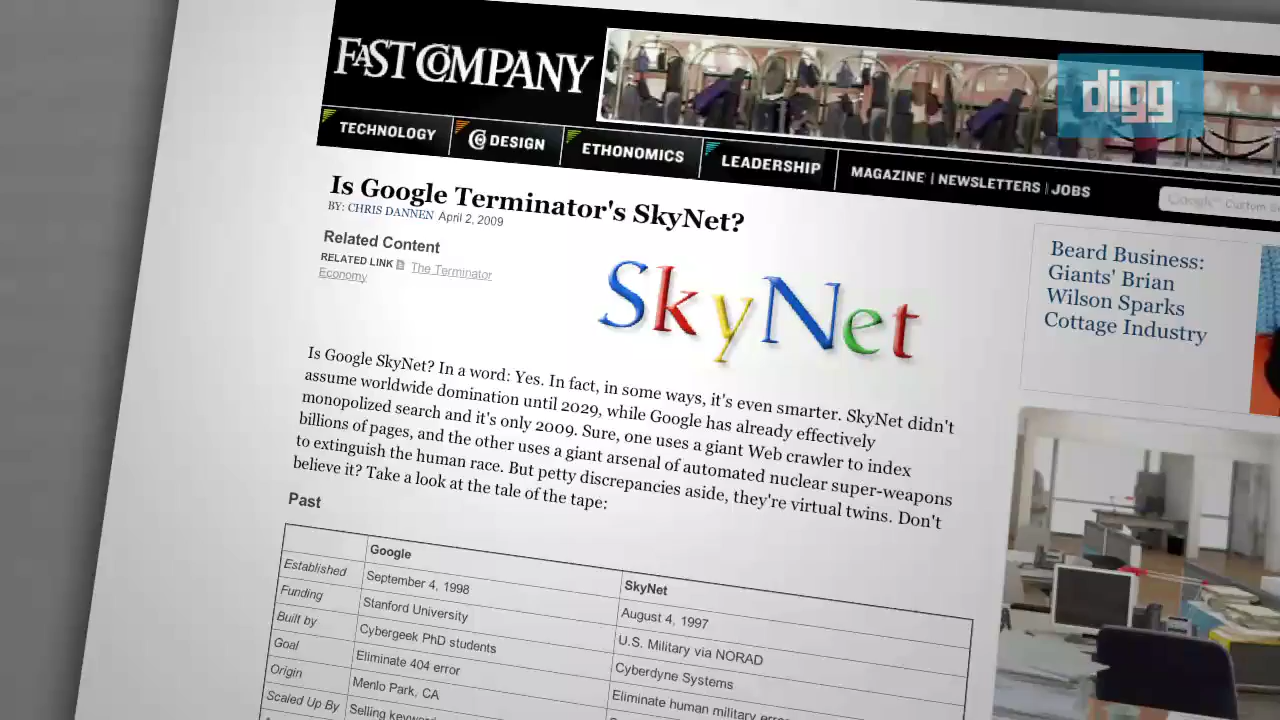 FAST COMPANY
digg
TECHNOLOGY
DESIGN
ETHONOMICS
LEADERSHIP
MAGAZINE | NEWSLETTERS | JOBS
Google™ Custom
Is Google Terminator's SkyNet?
BY: CHRIS DANNEN April 2, 2009
Related Content
RELATED LINK The Terminator
Economy
SkyNet
Beard Business:
Giants' Brian
Wilson Sparks
Cottage Industry
Is Google SkyNet? In a word: Yes. In fact, in some ways, it's even smarter. SkyNet didn't
assume worldwide domination until 2029, while Google has already effectively
monopolized search and it's only 2009. Sure, one uses a giant Web crawler to index
billions of pages, and the other uses a giant arsenal of automated nuclear super-weapons
to extinguish the human race. But petty discrepancies aside, they're virtual twins. Don't
believe it? Take a look at the tale of the tape:
Past
Google SkyNet
Established September 4, 1998 August 4, 1997
Funding Stanford University U.S. Military via NORAD
Built by Cybergeek PhD students Cyberdyne Systems
Goal Eliminate 404 error Eliminate human military
Origin Menlo Park, CA
Scaled Up By Selling